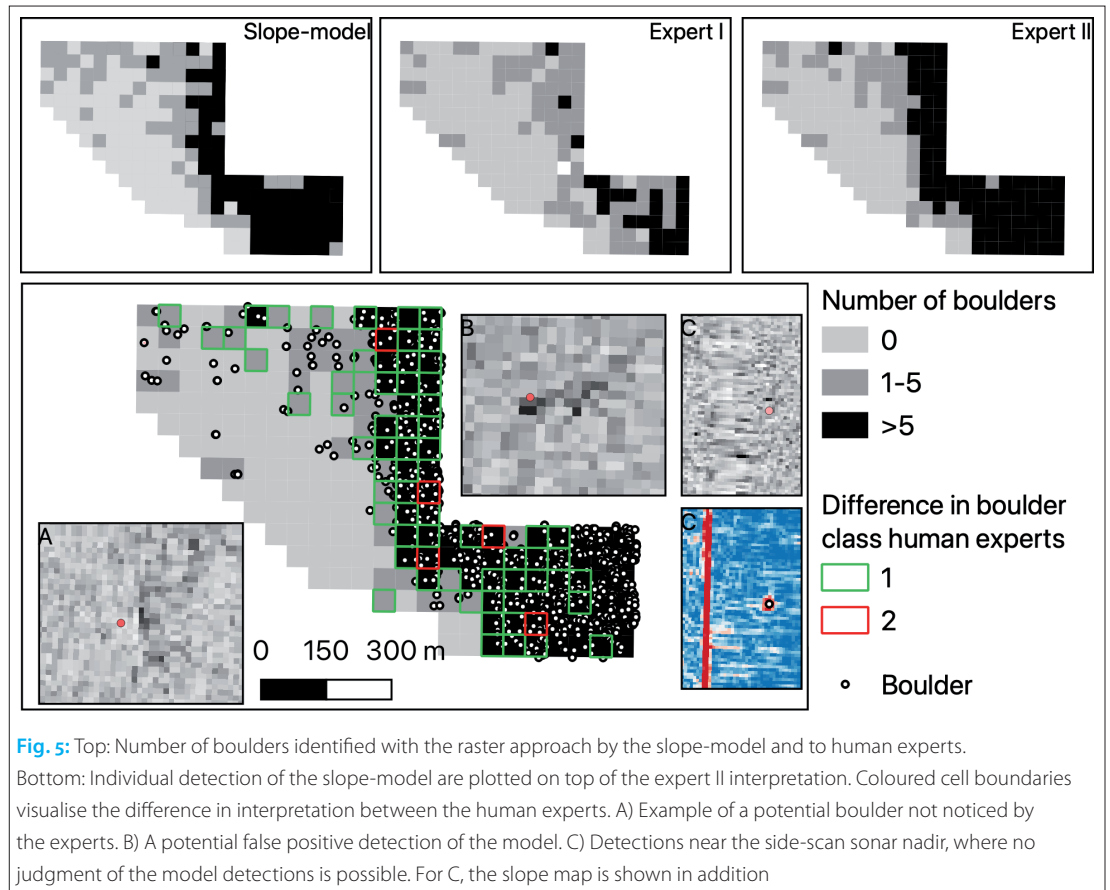 Slope-model
Expert I
Expert II
Number of boulders
0
1-5
>5
Difference in boulder
class human experts
1
2
Boulder
A
B
C
C
0 150 300 m
Fig. 5: Top: Number of boulders identified with the raster approach by the slope-model and to human experts.
Bottom: Individual detection of the slope-model are plotted on top of the expert II interpretation. Coloured cell boundaries
visualise the difference in interpretation between the human experts. A) Example of a potential boulder not noticed by
the experts. B) A potential false positive detection of the model. C) Detections near the side-scan sonar nadir, where no
judgment of the model detections is possible. For C, the slope map is shown in addition